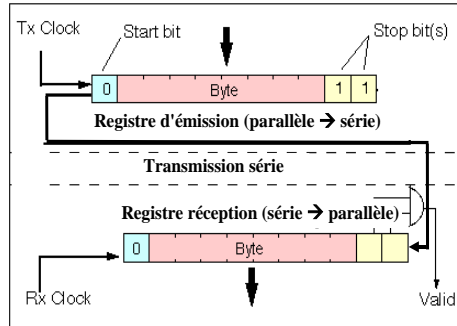 Tx Clock
Start bit
Stop bit(s)
0 Byte 1 1
Registre d'émission (parallèle → série)
Transmission série
Registre réception (série → parallèle)
0 Byte
Rx Clock
Valid